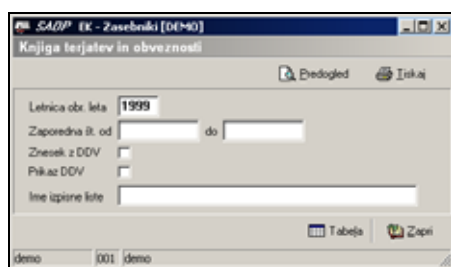 SAOP EK - Zasebniki [DEMO]
Knjiga terjatev in obveznosti
Predogled Tiskaj
Letnica obr. leta 1999
Zaporedna št. od do
Znesek z DDV
Prikaz DDV
Ime izpisne liste
Tabela Zapri
demo 001 demo